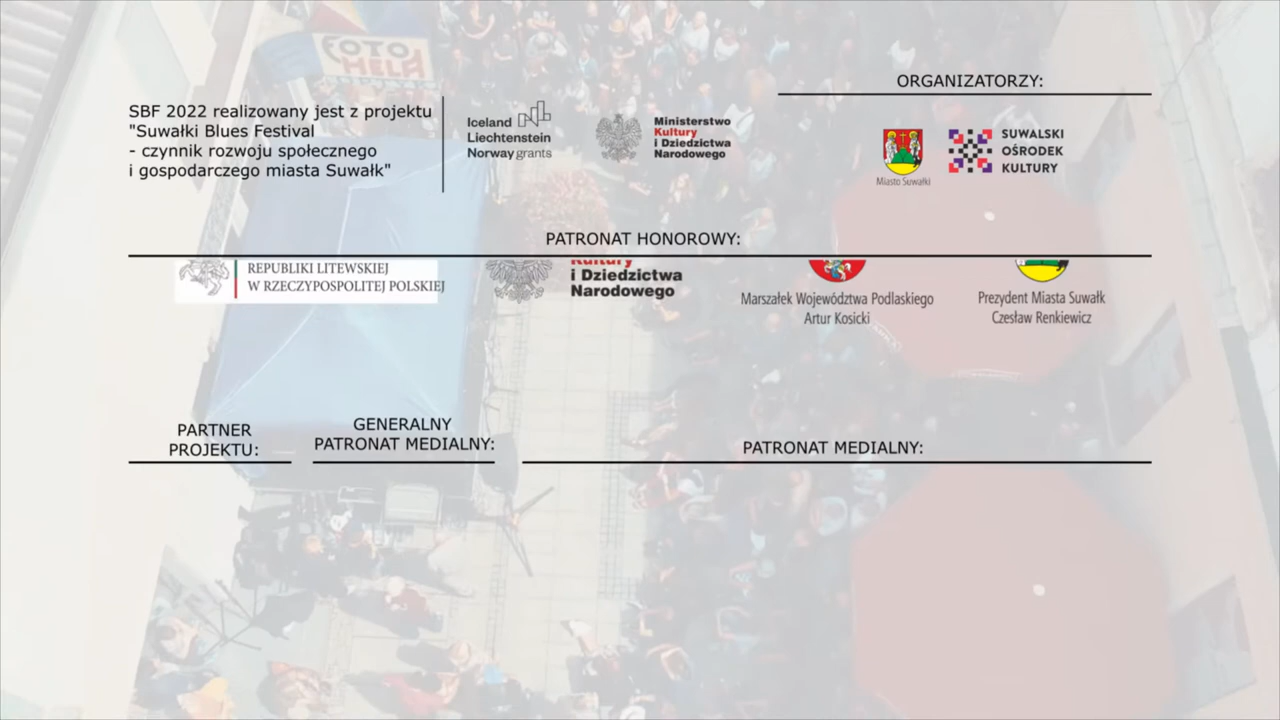 FOTO
HELA
ORGANIZATORZY:
SBF 2022 realizowany jest z projektu
"Suwałki Blues Festival
- czynnik rozwoju społecznego
i gospodarczego miasta Suwałk"
Iceland
Liechtenstein
Norway grants
Ministerstwo
Kultury
i Dziedzictwa
Narodowego
Miasto Suwałki
SUWALSKI
OŚRODEK
KULTURY
PATRONAT HONOROWY:
REPUBLIKI LITEWSKIEJ
W RZECZYPOSPOLITEJ POLSKIEJ
Kultury
i Dziedzictwa
Narodowego
Marszałek Województwa Podlaskiego
Artur Kosicki
Prezydent Miasta Suwałk
Czesław Renkiewicz
PARTNER
PROJEKTU:
GENERALNY
PATRONAT MEDIALNY:
PATRONAT MEDIALNY: